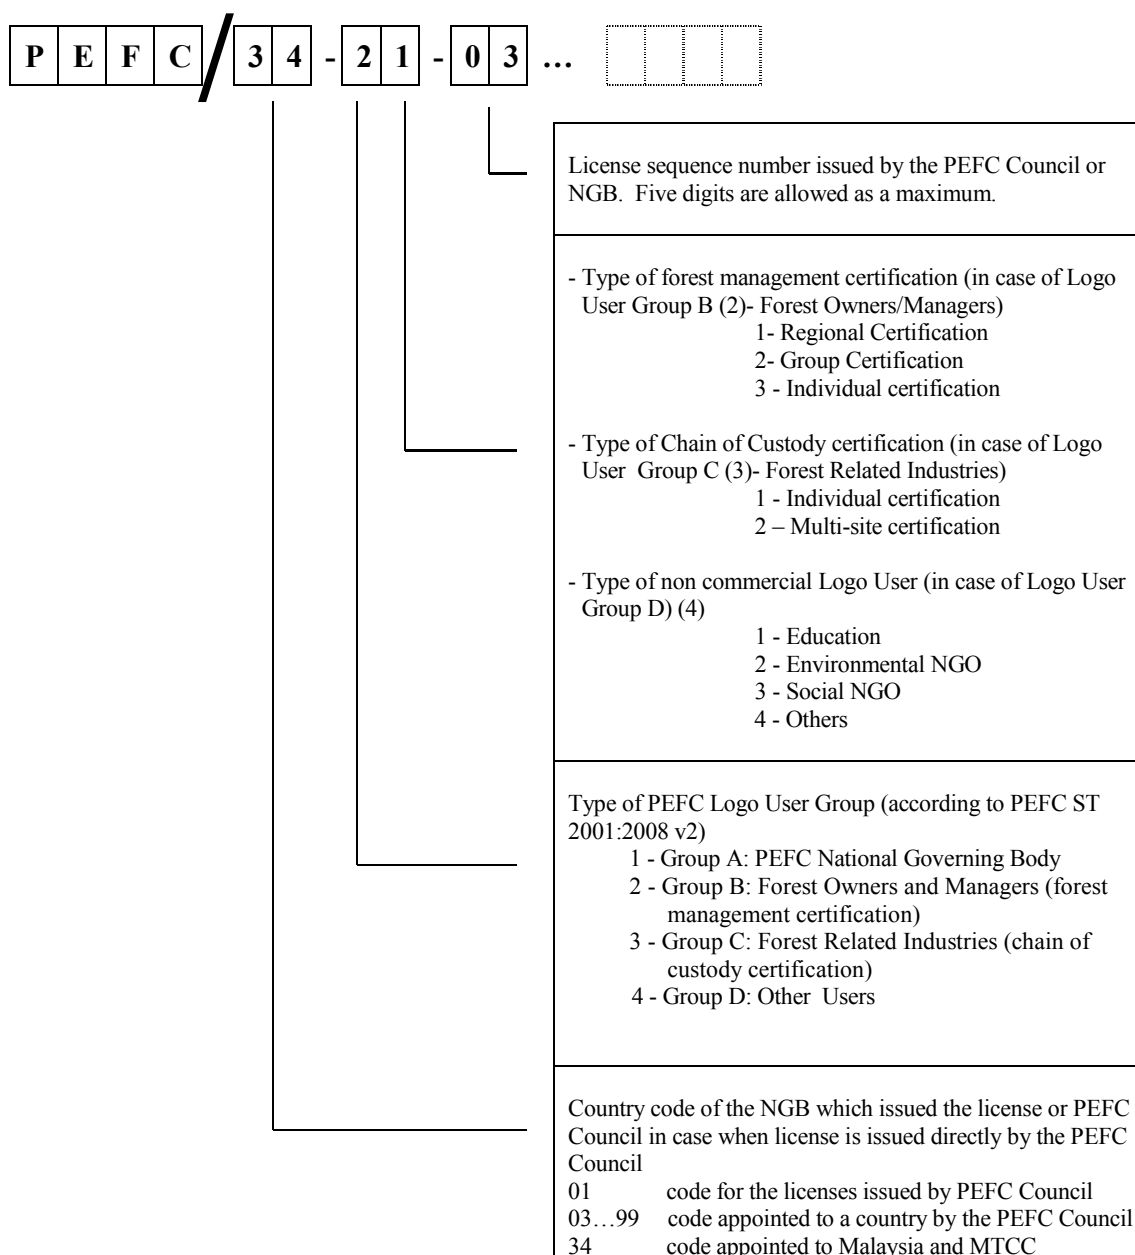 PEFC/34-21-03...
License sequence number issued by the PEFC Council or
NGB. Five digits are allowed as a maximum.
- Type of forest management certification (in case of Logo
User Group B (2)- Forest Owners/Managers)
1- Regional Certification
2- Group Certification
3 - Individual certification
- Type of Chain of Custody certification (in case of Logo
User Group C (3)- Forest Related Industries)
1 - Individual certification
2 – Multi-site certification
- Type of non commercial Logo User (in case of Logo User
Group D) (4)
1 - Education
2 - Environmental NGO
3 - Social NGO
4 - Others
Type of PEFC Logo User Group (according to PEFC ST
2001:2008 v2)
1 - Group A: PEFC National Governing Body
2 - Group B: Forest Owners and Managers (forest
management certification)
3 - Group C: Forest Related Industries (chain of
custody certification)
4 - Group D: Other Users
Country code of the NGB which issued the license or PEFC
Council in case when license is issued directly by the PEFC
Council
01 code for the licenses issued by PEFC Council
03…99 code appointed to a country by the PEFC Council
34 code appointed to Malaysia and MTCC